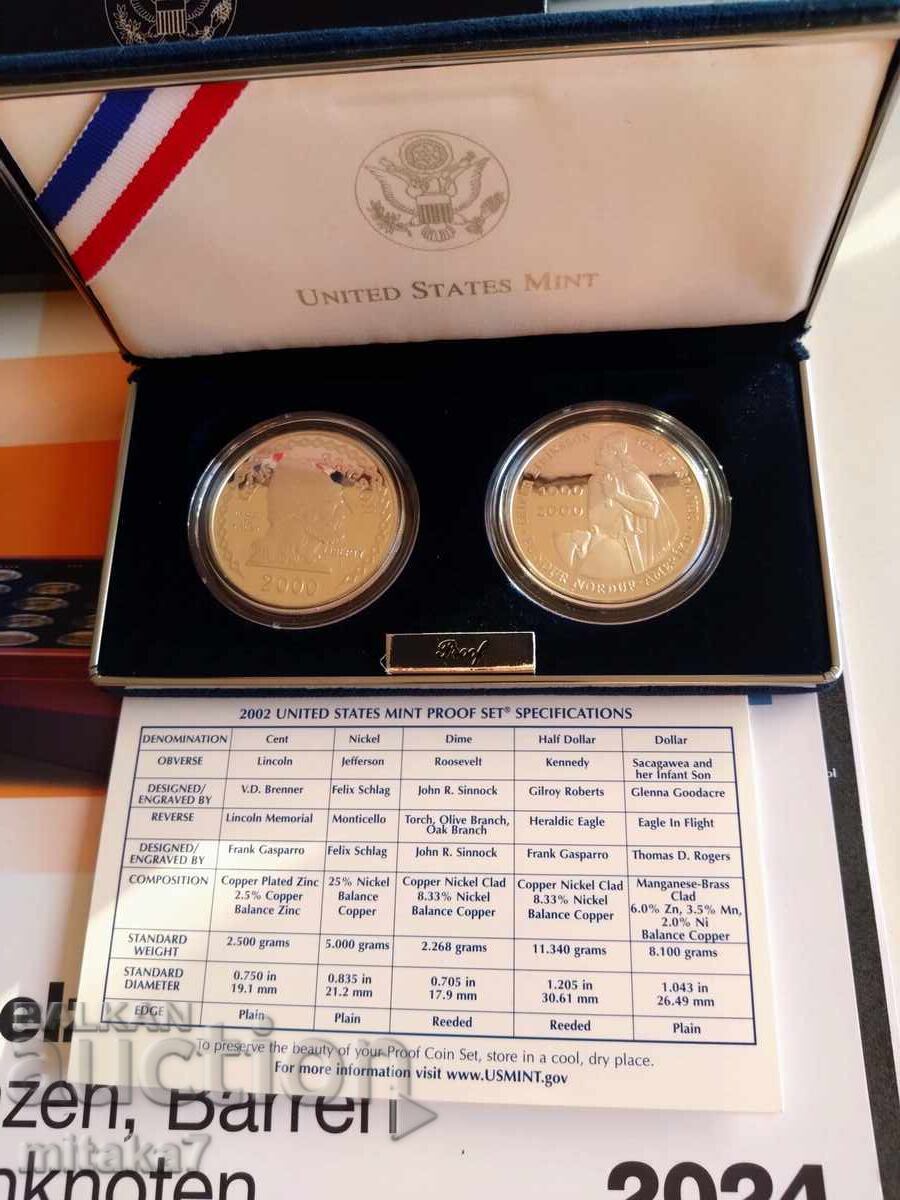 UNITED STATES MINT
LIBERTY
2000
1000
2000
Proof
2002 UNITED STATES MINT PROOF SET® SPECIFICATIONS
DENOMINATION Cent Nickel Dime Half Dollar Dollar
OBVERSE Lincoln Jefferson Roosevelt Kennedy Sacagawea and
her Infant Son
DESIGNED/
ENGRAVED BY V.D. Brenner Felix Schlag John R. Sinnock Gilroy Roberts Glenna Goodacre
REVERSE Lincoln Memorial Monticello Torch, Olive Branch, Heraldic Eagle Eagle In Flight
Oak Branch
DESIGNED/
ENGRAVED BY Frank Gasparro Felix Schlag John R. Sinnock Frank Gasparro Thomas D. Rogers
COMPOSITION Copper Plated Zinc 25% Nickel Copper Nickel Clad Copper Nickel Clad Manganese-Brass
2.5% Copper Balance 8.33% Nickel 8.33% Nickel Clad
Balance Zinc Copper Balance Copper Balance Copper 6.0% Zn, 3.5% Mn,
2.0% Ni
Balance Copper
STANDARD
WEIGHT 2.500 grams 5.000 grams 2.268 grams 11.340 grams 8.100 grams
STANDARD 0.750 in 0.835 in 0.705 in 1.205 in 1.043 in
DIAMETER 19.1 mm 21.2 mm 17.9 mm 30.61 mm 26.49 mm
EDGE Plain Plain Reeded Reeded Plain
To preserve the beauty of your Proof Coin Set, store in a cool, dry place.
For more information visit www.USMINT.gov
BALKAN
auction
zen, Barren
mitaka7
nknoten
2024